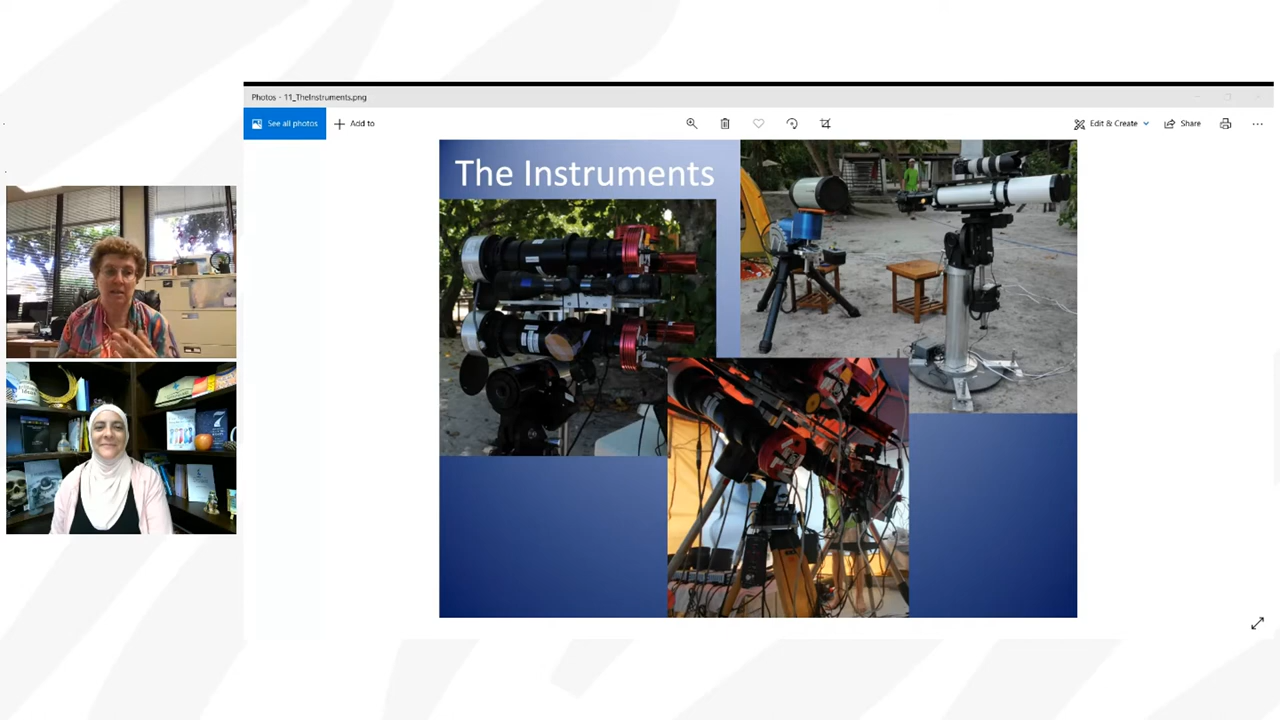 Photos - 11_TheInstruments.png
See all photos
Add to
Edit & Create
Share
The Instruments